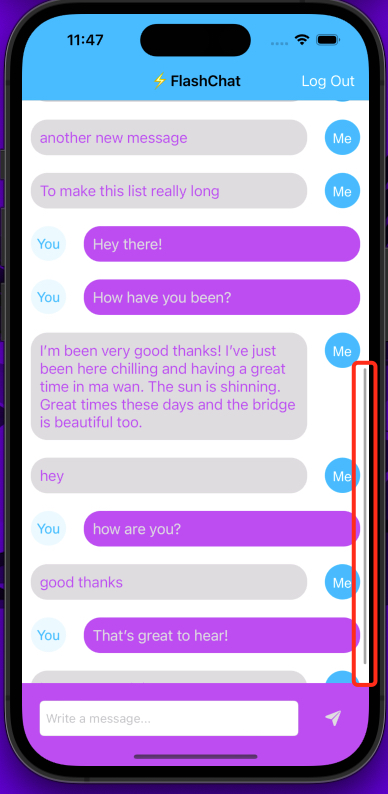 11:47
⚡FlashChat
Log Out
another new message
Me
To make this list really long
Me
You
Hey there!
You
How have you been?
I'm been very good thanks! I've just
been here chilling and having a great
time in ma wan. The sun is shinning.
Great times these days and the bridge
is beautiful too.
Me
hey
Me
You
how are you?
good thanks
Me
You
That's great to hear!
Write a message...